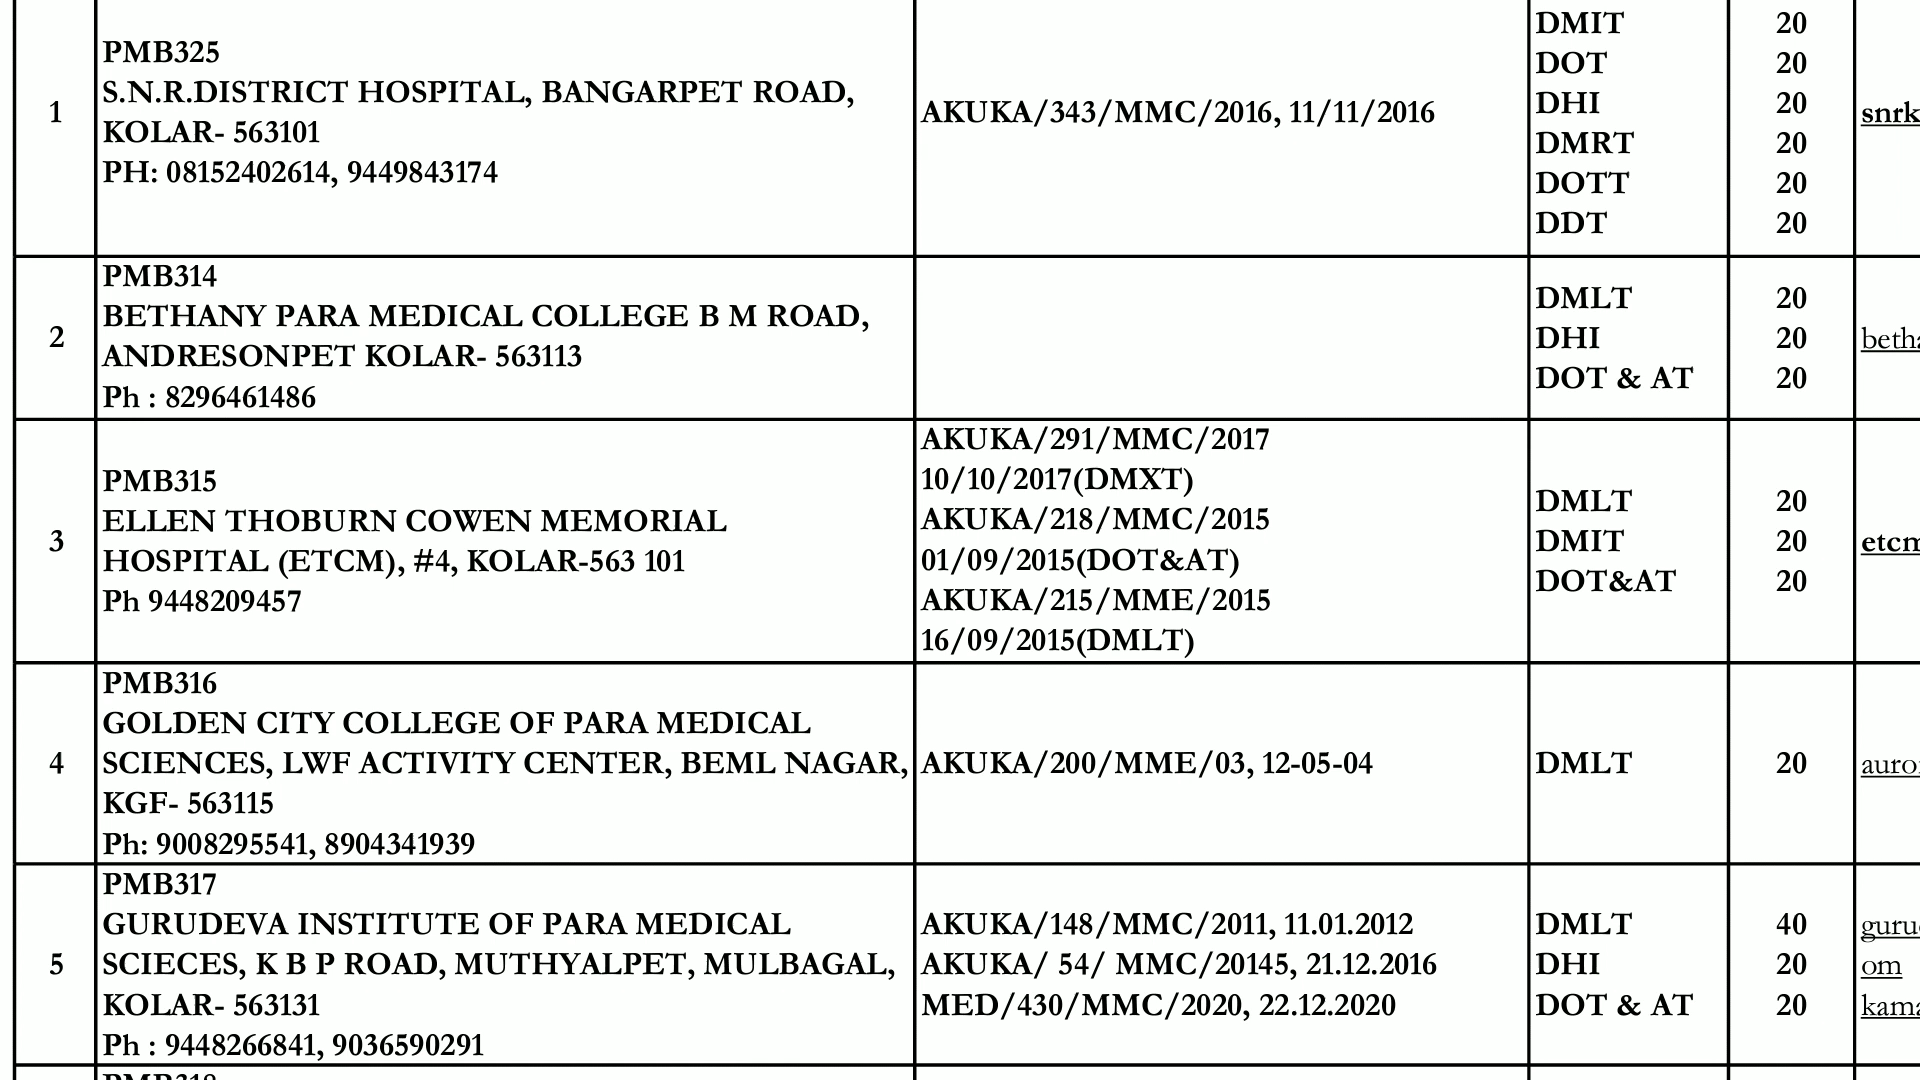 1
PMB325
S.N.R.DISTRICT HOSPITAL, BANGARPET ROAD,
KOLAR- 563101
PH: 08152402614, 9449843174
AKUKA/343/MMC/2016, 11/11/2016
DMIT 20
DOT 20
DHI 20
DMRT 20
DOTT 20
DDT 20
snrk
2
PMB314
BETHANY PARA MEDICAL COLLEGE B M ROAD,
ANDRESONPET KOLAR- 563113
Ph : 8296461486
DMLT 20
DHI 20
DOT & AT 20
betha
3
PMB315
ELLEN THOBURN COWEN MEMORIAL
HOSPITAL (ETCM), #4, KOLAR-563 101
Ph 9448209457
AKUKA/291/MMC/2017
10/10/2017(DMXT)
AKUKA/218/MMC/2015
01/09/2015(DOT&AT)
AKUKA/215/MME/2015
16/09/2015(DMLT)
DMLT 20
DMIT 20
DOT&AT 20
etcm
4
PMB316
GOLDEN CITY COLLEGE OF PARA MEDICAL
SCIENCES, LWF ACTIVITY CENTER, BEML NAGAR,
KGF- 563115
Ph: 9008295541, 8904341939
AKUKA/200/MME/03, 12-05-04
DMLT 20
auro
5
PMB317
GURUDEVA INSTITUTE OF PARA MEDICAL
SCIECES, K B P ROAD, MUTHYALPET, MULBAGAL,
KOLAR- 563131
Ph : 9448266841, 9036590291
AKUKA/148/MMC/2011, 11.01.2012
AKUKA/ 54/ MMC/20145, 21.12.2016
MED/430/MMC/2020, 22.12.2020
DMLT 40
DHI 20
DOT & AT 20
guru
om
kama